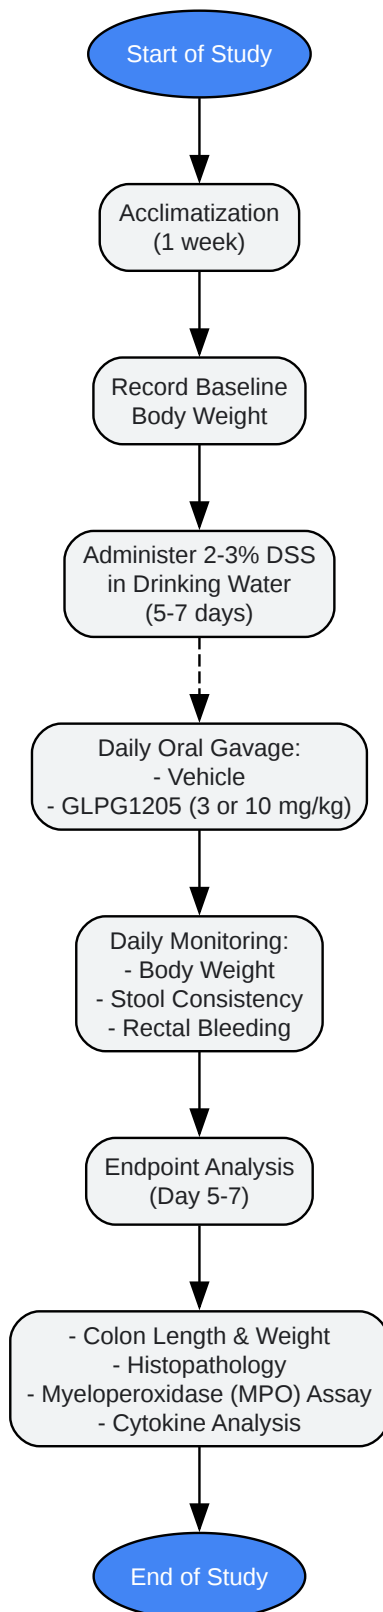 Start of Study
Acclimatization
(1 week)
Record Baseline
Body Weight
Administer 2-3% DSS
in Drinking Water
(5-7 days)
Daily Oral Gavage:
- Vehicle
- GLPG1205 (3 or 10 mg/kg)
Daily Monitoring:
- Body Weight
- Stool Consistency
- Rectal Bleeding
Endpoint Analysis
(Day 5-7)
- Colon Length & Weight
- Histopathology
- Myeloperoxidase (MPO) Assay
- Cytokine Analysis
End of Study